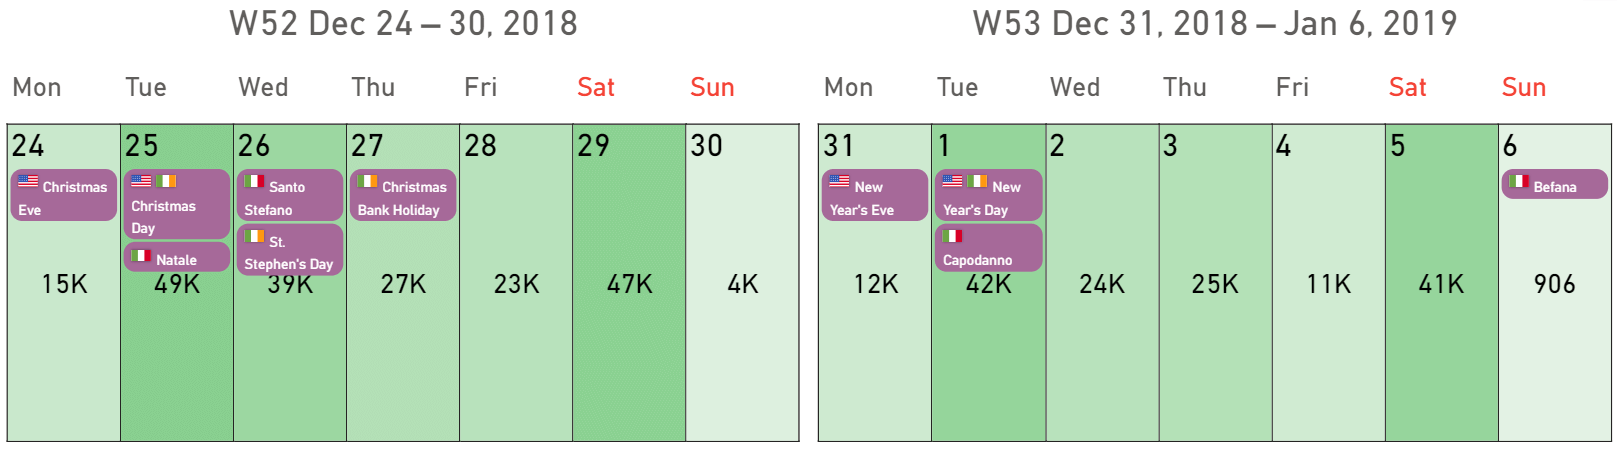 W52 Dec 24 – 30, 2018
W53 Dec 31, 2018 – Jan 6, 2019
Mon Tue Wed Thu Fri Sat Sun
Mon Tue Wed Thu Fri Sat Sun
24
Christmas
Eve
15K
25
Christmas
Day
Natale
49K
26
Santo
Stefano
St.
Stephen's Day
39K
27
Christmas
Bank Holiday
27K
28
23K
29
47K
30
4K
31
New
Year's Eve
12K
1
New
Year's Day
Capodanno
42K
2
24K
3
25K
4
11K
5
41K
6
Befana
906